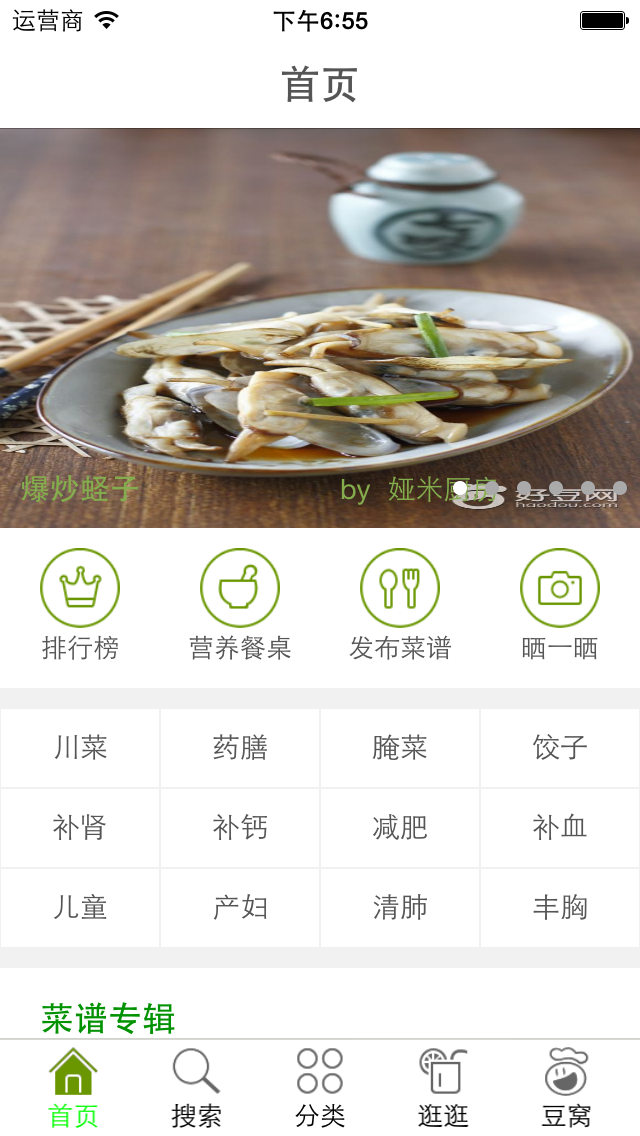 运营商 下午6:55
首页
爆炒蛏子 by 娅米厨房
好豆网
haodou.com
排行榜 营养餐桌 发布菜谱 晒一晒
川菜 药膳 腌菜 饺子
补肾 补钙 减肥 补血
儿童 产妇 清肺 丰胸
菜谱专辑
首页 搜索 分类 逛逛 豆窝